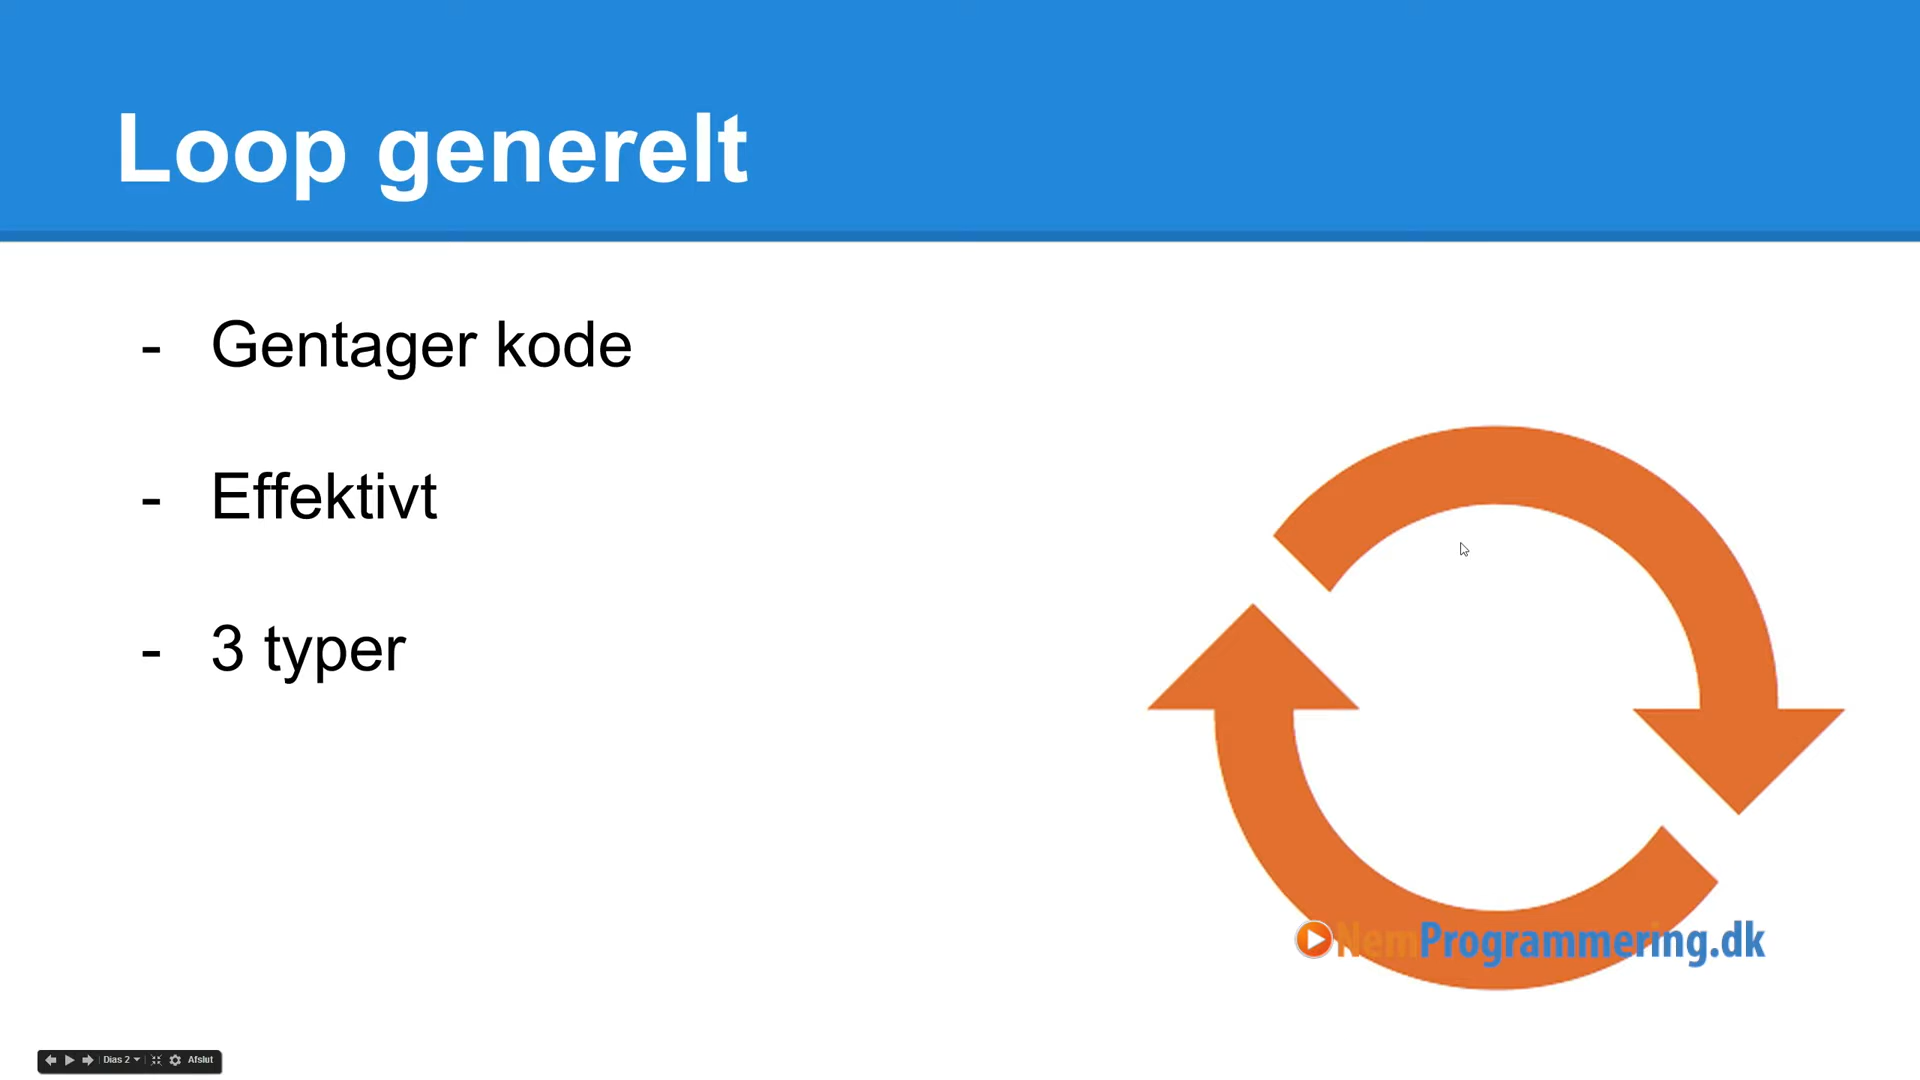 Loop generelt
- Gentager kode
- Effektivt
- 3 typer
NemProgrammering.dk
Dias 2
Afslut